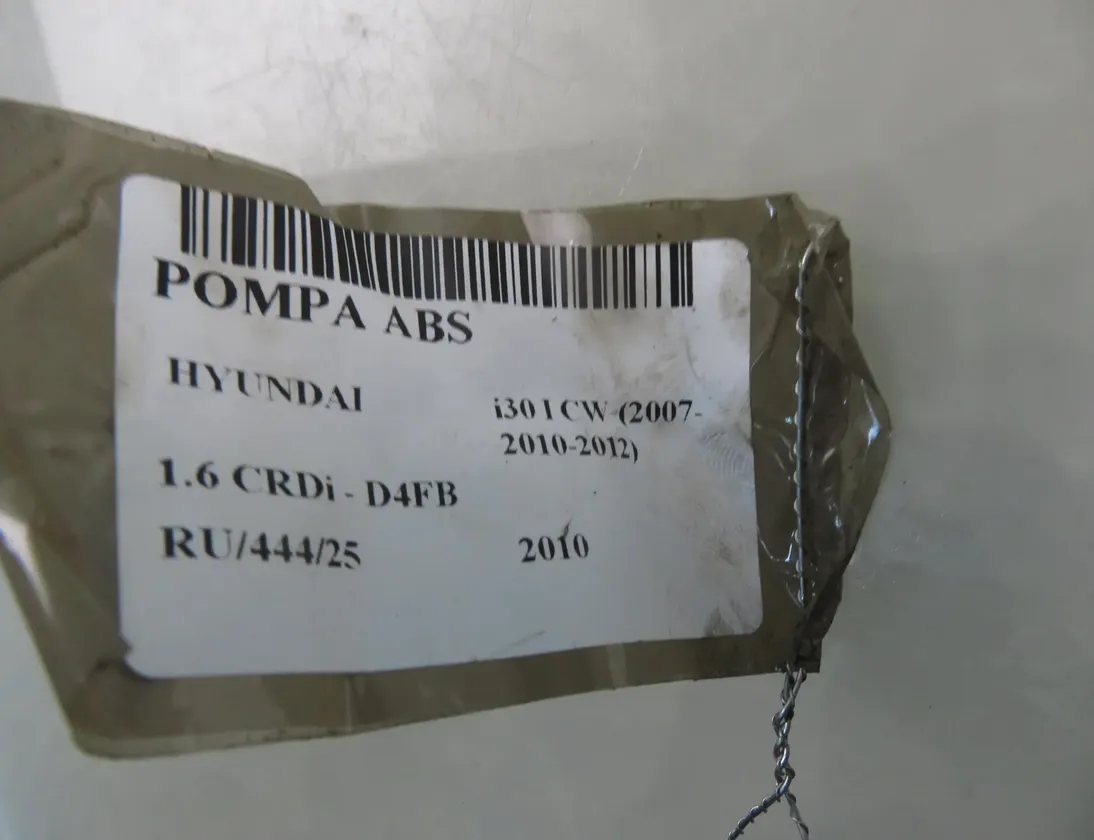 POMPA ABS
HYUNDAI
i30 I CW (2007-
2010-2012)
1.6 CRDi - D4FB
RU/444/25
2010